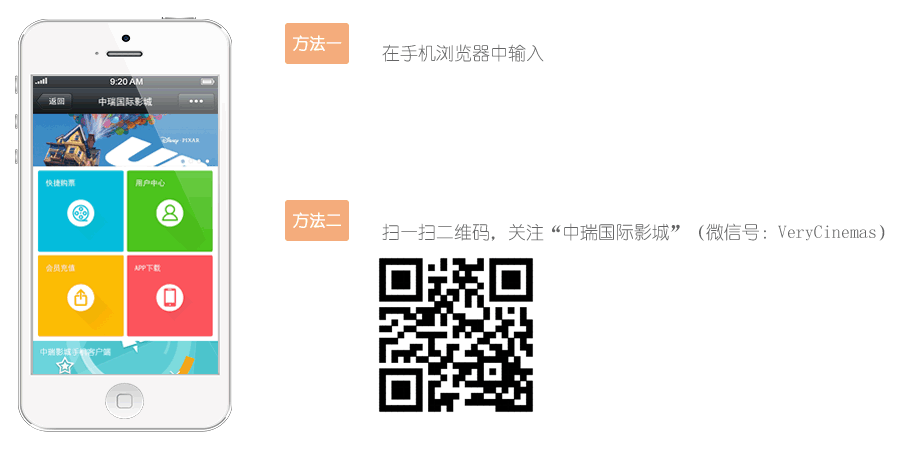 9:20 AM
返回
中瑞国际影城
Disney PIXAR
UP
快捷购票
用户中心
会员充值
APP下载
中瑞影城手机客户端
方法一
在手机浏览器中输入
方法二
扫一扫二维码，关注“中瑞国际影城”（微信号：VeryCinemas）